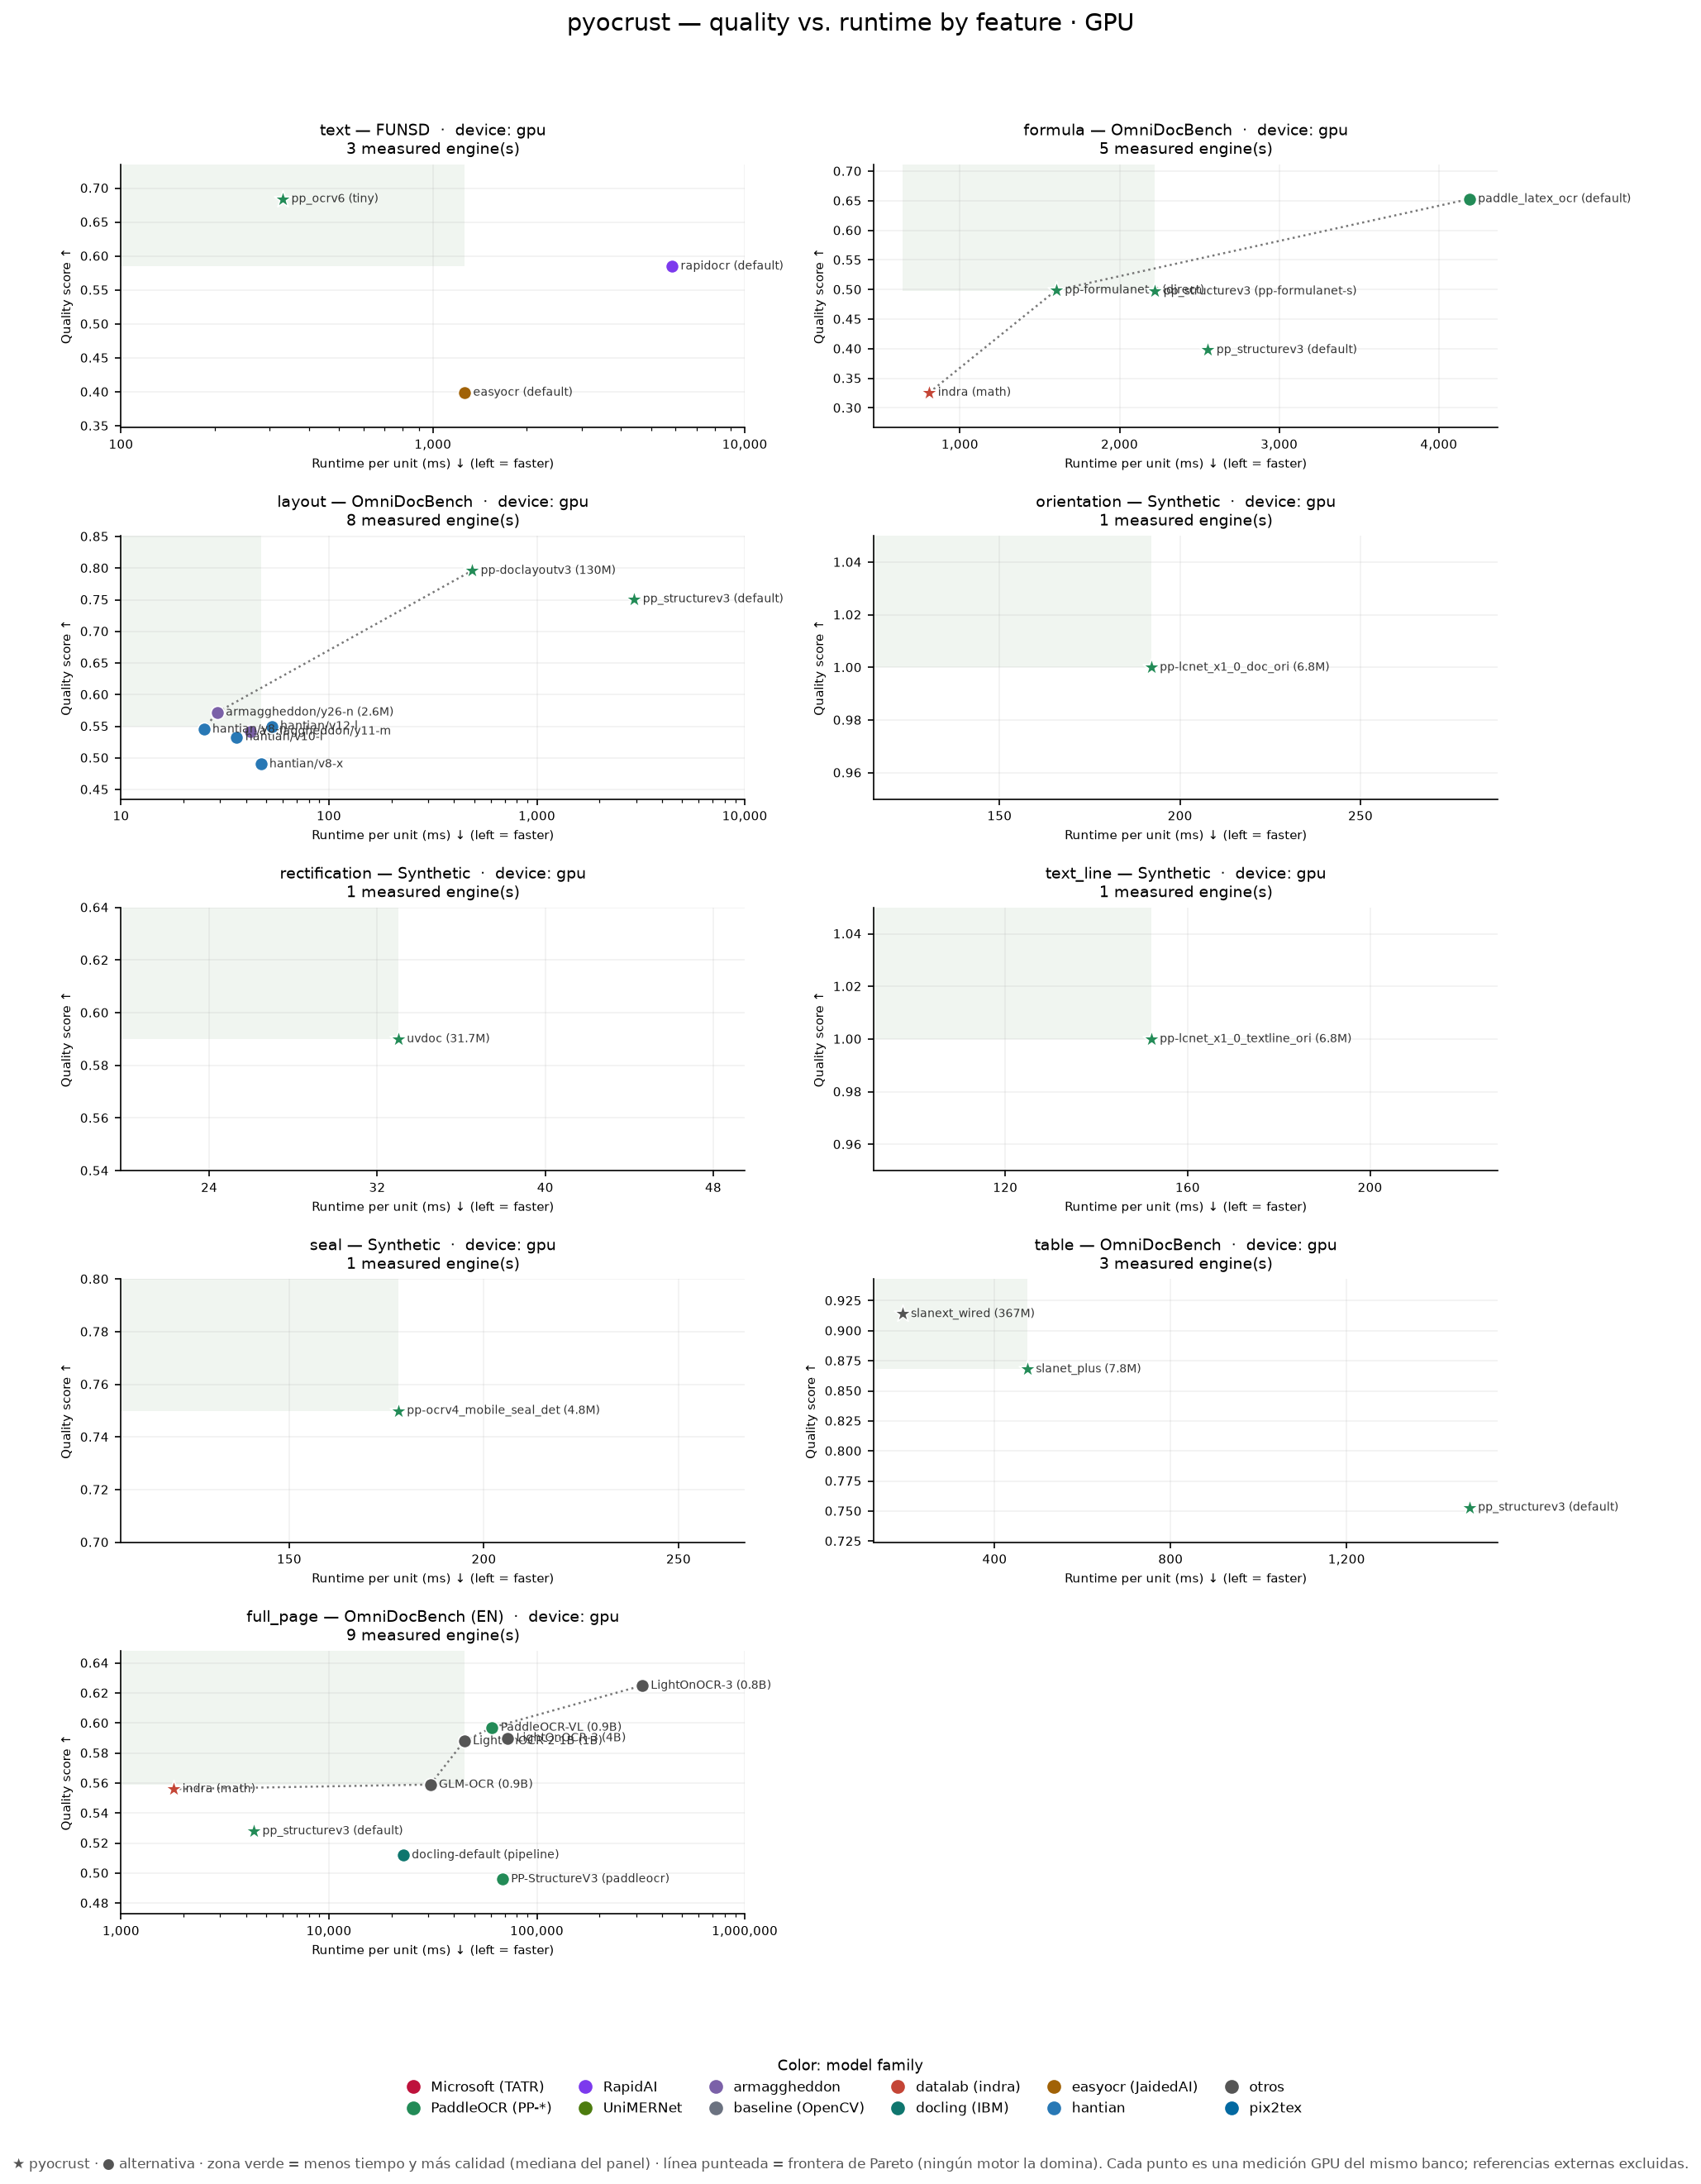 pyocrust — quality vs. runtime by feature · GPU
text — FUNSD · device: gpu
3 measured engine(s)
0.70
0.65
0.60
0.55
0.50
0.45
0.40
0.35
Quality score ↑
pp_ocrv6 (tiny)
rapidocr (default)
easyocr (default)
100
1,000
10,000
Runtime per unit (ms) ↓ (left = faster)
formula — OmniDocBench · device: gpu
5 measured engine(s)
0.70
0.65
0.60
0.55
0.50
0.45
0.40
0.35
0.30
Quality score ↑
paddle_latex_ocr (default)
pp-formulanet (direct)
pp_structurev3 (pp-formulanet-s)
pp_structurev3 (default)
indra (math)
1,000
2,000
3,000
4,000
Runtime per unit (ms) ↓ (left = faster)
layout — OmniDocBench · device: gpu
8 measured engine(s)
0.85
0.80
0.75
0.70
0.65
0.60
0.55
0.50
0.45
Quality score ↑
pp-doclayoutv3 (130M)
pp_structurev3 (default)
armaggheddon/y26-n (2.6M)
hantian/v12-l
armaggheddon/y11-m
hantian/v10-l
hantian/v8-x
10
100
1,000
10,000
Runtime per unit (ms) ↓ (left = faster)
orientation — Synthetic · device: gpu
1 measured engine(s)
1.04
1.02
1.00
0.98
0.96
Quality score ↑
pp-lcnet_x1_0_doc_ori (6.8M)
150
200
250
Runtime per unit (ms) ↓ (left = faster)
rectification — Synthetic · device: gpu
1 measured engine(s)
0.64
0.62
0.60
0.58
0.56
0.54
Quality score ↑
uvdoc (31.7M)
24
32
40
48
Runtime per unit (ms) ↓ (left = faster)
text_line — Synthetic · device: gpu
1 measured engine(s)
1.04
1.02
1.00
0.98
0.96
Quality score ↑
pp-lcnet_x1_0_textline_ori (6.8M)
120
160
200
Runtime per unit (ms) ↓ (left = faster)
seal — Synthetic · device: gpu
1 measured engine(s)
0.80
0.78
0.76
0.74
0.72
0.70
Quality score ↑
pp-ocrv4_mobile_seal_det (4.8M)
150
200
250
Runtime per unit (ms) ↓ (left = faster)
table — OmniDocBench · device: gpu
3 measured engine(s)
0.925
0.900
0.875
0.850
0.825
0.800
0.775
0.750
0.725
Quality score ↑
slanext_wired (367M)
slanet_plus (7.8M)
pp_structurev3 (default)
400
800
1,200
Runtime per unit (ms) ↓ (left = faster)
full_page — OmniDocBench (EN) · device: gpu
9 measured engine(s)
0.64
0.62
0.60
0.58
0.56
0.54
0.52
0.50
0.48
Quality score ↑
LightOnOCR-3 (0.8B)
PaddleOCR-VL (0.9B)
LightOnOCR-3 (4B)
LightOnOCR-2-1B (1B)
GLM-OCR (0.9B)
indra (math)
pp_structurev3 (default)
docling-default (pipeline)
PP-StructureV3 (paddleocr)
1,000
10,000
100,000
1,000,000
Runtime per unit (ms) ↓ (left = faster)
Color: model family
Microsoft (TATR)
RapidAI
armaggheddon
datalab (indra)
easyocr (JaidedAI)
otros
PaddleOCR (PP-*)
UniMERNet
baseline (OpenCV)
docling (IBM)
hantian
pix2tex
★ pyocrust · ● alternativa · zona verde = menos tiempo y más calidad (mediana del panel) · línea punteada = frontera de Pareto (ningún motor la domina). Cada punto es una medición GPU del mismo banco; referencias externas excluidas.